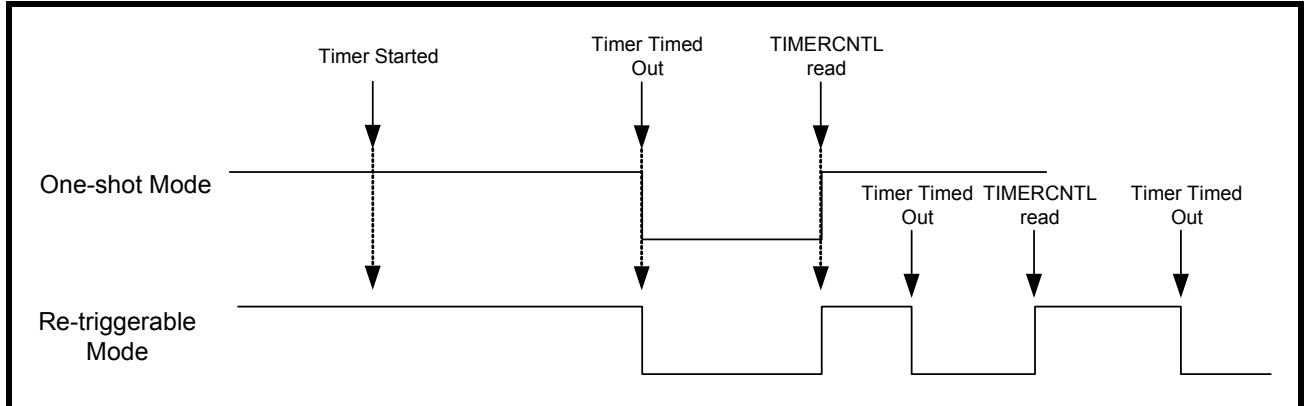 Timer Started
Timer Timed
Out
TIMERCNTL
read
One-shot Mode
Timer Timed
Out
TIMERCNTL
read
Timer Timed
Out
Re-triggerable
Mode